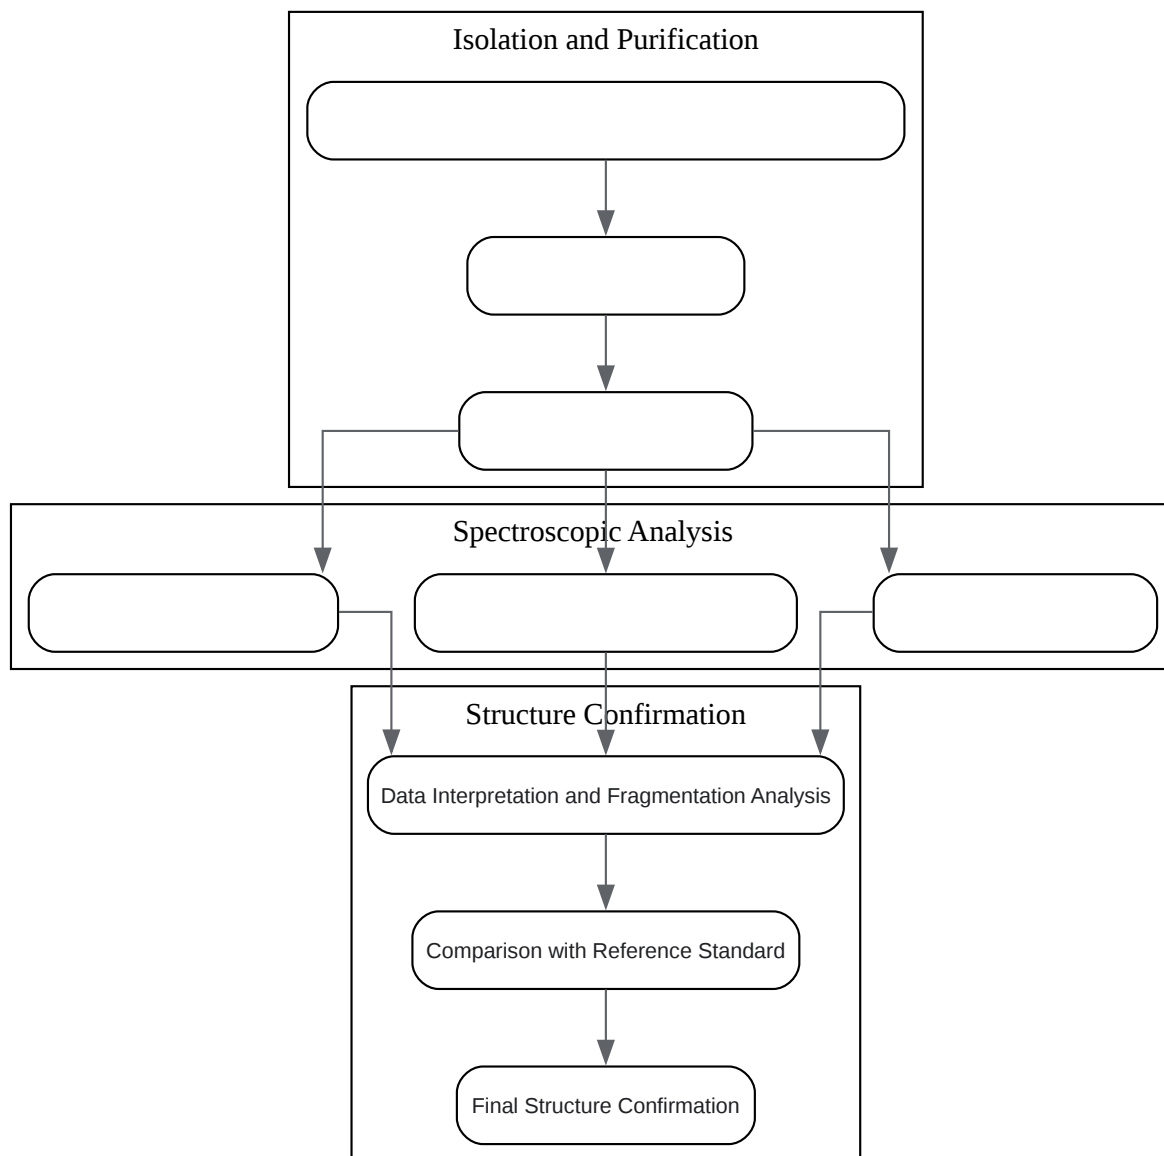 Isolation and Purification
Spectroscopic Analysis
Structure Confirmation
Data Interpretation and Fragmentation Analysis
Comparison with Reference Standard
Final Structure Confirmation